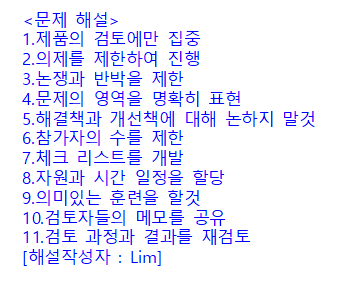 <문제 해설>
1.제품의 검토에만 집중
2.의제를 제한하여 진행
3.논쟁과 반박을 제한
4.문제의 영역을 명확히 표현
5.해결책과 개선책에 대해 논하지 말것
6.참가자의 수를 제한
7.체크 리스트를 개발
8.자원과 시간 일정을 할당
9.의미있는 훈련을 할것
10.검토자들의 메모를 공유
11.검토 과정과 결과를 재검토
[해설작성자 : Lim]